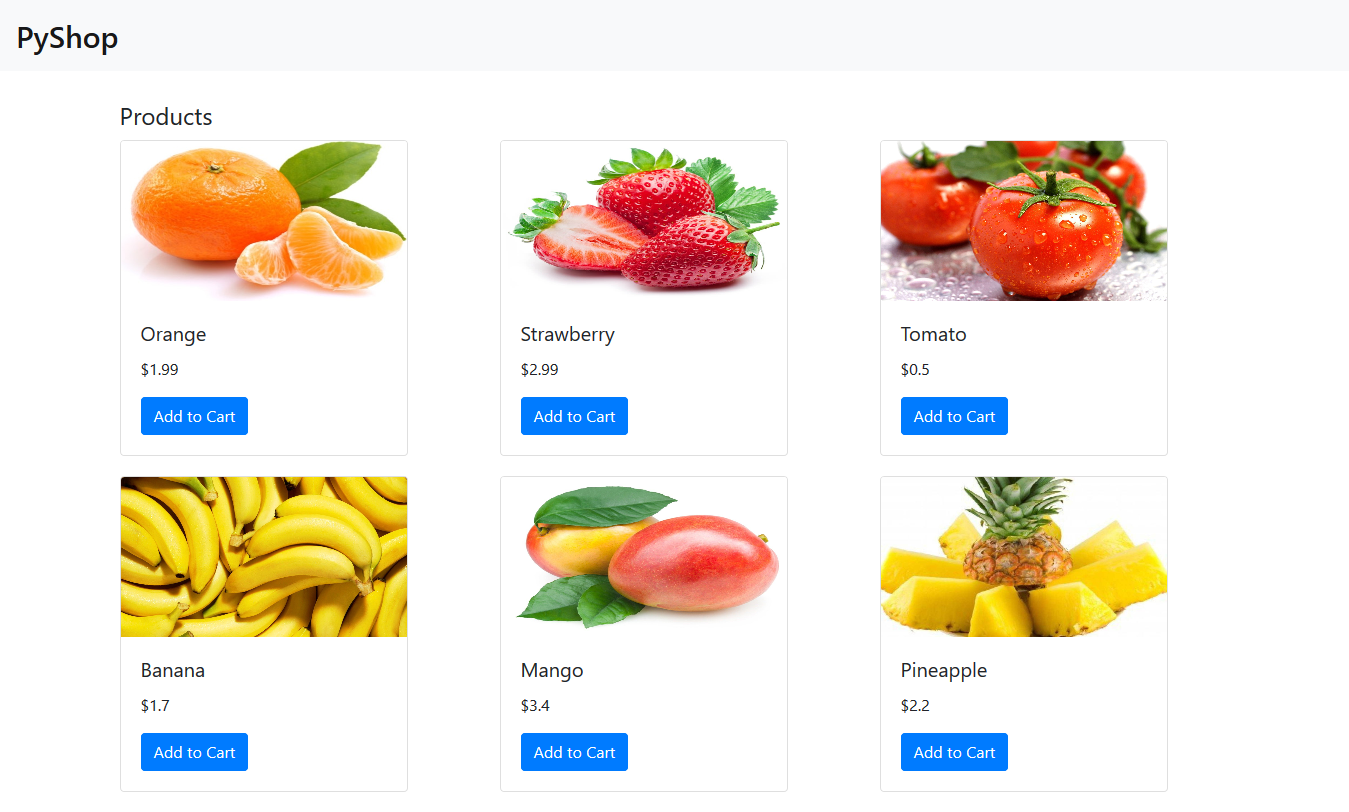 PyShop
Products
Orange
$1.99
Add to Cart
Strawberry
$2.99
Add to Cart
Tomato
$0.5
Add to Cart
Banana
$1.7
Add to Cart
Mango
$3.4
Add to Cart
Pineapple
$2.2
Add to Cart